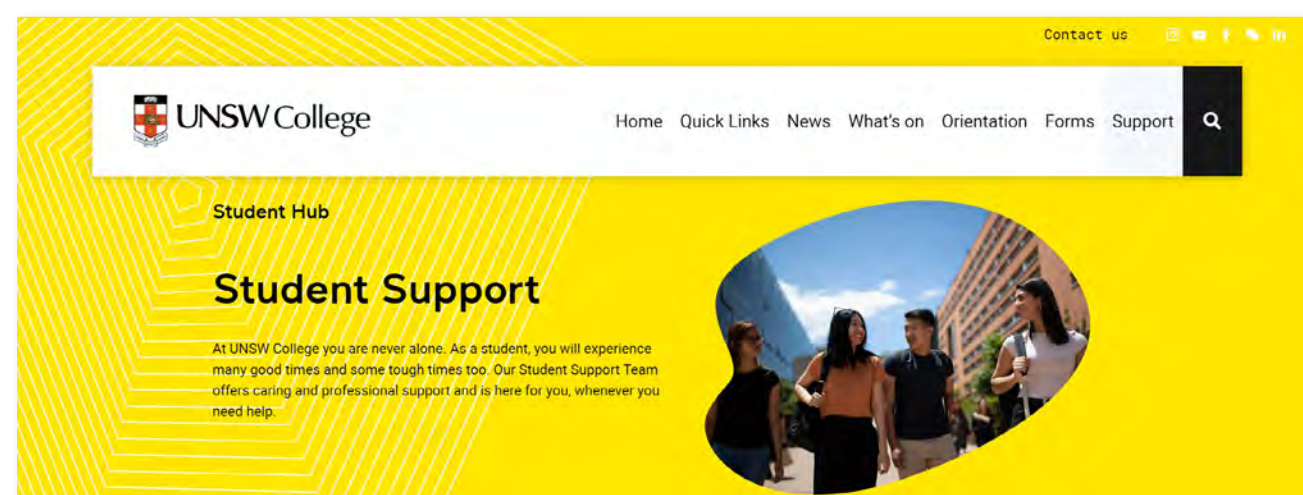 Contact us
UNSW College
Home Quick Links News What's on Orientation Forms Support
Student Hub
Student Support
At UNSW College you are never alone. As a student, you will experience
many good times and some tough times too. Our Student Support Team
offers caring and professional support and is here for you, whenever you
need help.